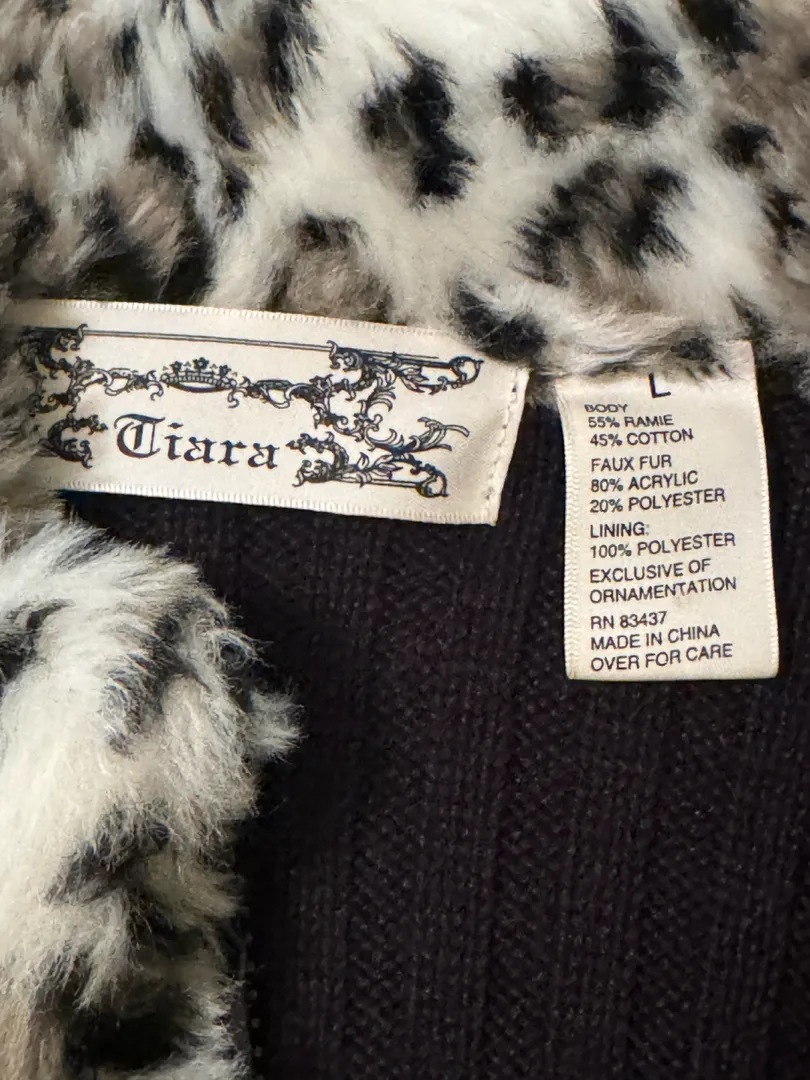 Tiara
L
BODY
55% RAMIE
45% COTTON
FAUX FUR
80% ACRYLIC
20% POLYESTER
LINING:
100% POLYESTER
EXCLUSIVE OF
ORNAMENTATION
RN 83437
MADE IN CHINA
OVER FOR CARE